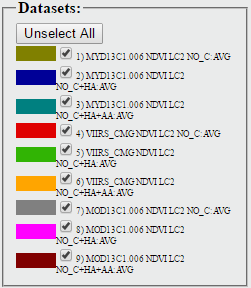 Datasets:
Unselect All
1) MYD13C1.006 NDVI LC2 NO_C:AVG
2) MYD13C1.006 NDVI LC2
NO_C+HA:AVG
3) MYD13C1.006 NDVI LC2
NO_C+HA+AA:AVG
4) VIIRS_CMG NDVI LC2 NO_C:AVG
5) VIIRS_CMG NDVI LC2
NO_C+HA:AVG
6) VIIRS_CMG NDVI LC2
NO_C+HA+AA:AVG
7) MOD13C1.006 NDVI LC2 NO_C:AVG
8) MOD13C1.006 NDVI LC2
NO_C+HA:AVG
9) MOD13C1.006 NDVI LC2
NO_C+HA+AA:AVG